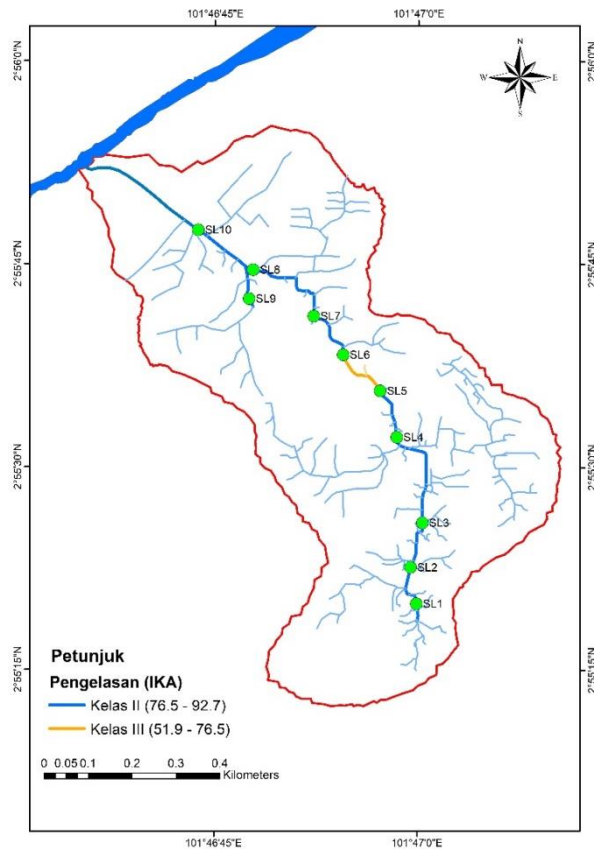 101°46'45"E 101°47'0"E
2°56'0"N 2°56'0"N
N
W E
S
SL10
2°55'45"N 2°55'45"N
SL8
SL9
SL7
SL6
SL5
SL4
2°55'30"N 2°55'30"N
SL3
SL2
SL1
2°55'15"N 2°55'15"N
Petunjuk
Pengelasan (IKA)
Kelas II (76.5 - 92.7)
Kelas III (51.9 - 76.5)
0 0.05 0.1 0.2 0.3 0.4
Kilometers
101°46'45"E 101°47'0"E